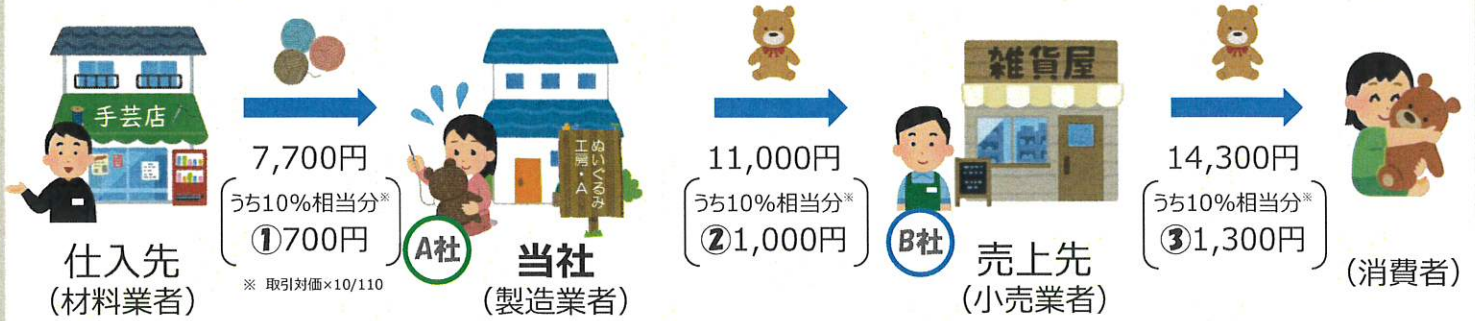 手芸店
仕入先
(材料業者)
7,700円
うち10%相当分※
①700円
※ 取引対価×10/110
ぬいぐるみ
工房・A
A社
当社
(製造業者)
11,000円
うち10%相当分※
②1,000円
雑貨屋
B社
売上先
(小売業者)
14,300円
うち10%相当分※
③1,300円
(消費者)